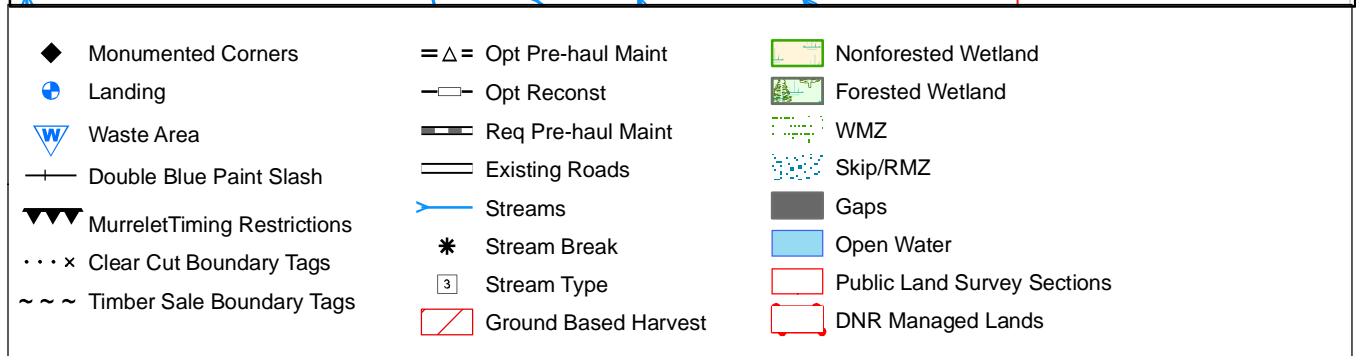 Monumented Corners
Landing
W Waste Area
Double Blue Paint Slash
MurreletTiming Restrictions
Clear Cut Boundary Tags
Timber Sale Boundary Tags
Opt Pre-haul Maint
Opt Reconst
Req Pre-haul Maint
Existing Roads
Streams
Stream Break
3 Stream Type
Ground Based Harvest
Nonforested Wetland
Forested Wetland
WMZ
Skip/RMZ
Gaps
Open Water
Public Land Survey Sections
DNR Managed Lands